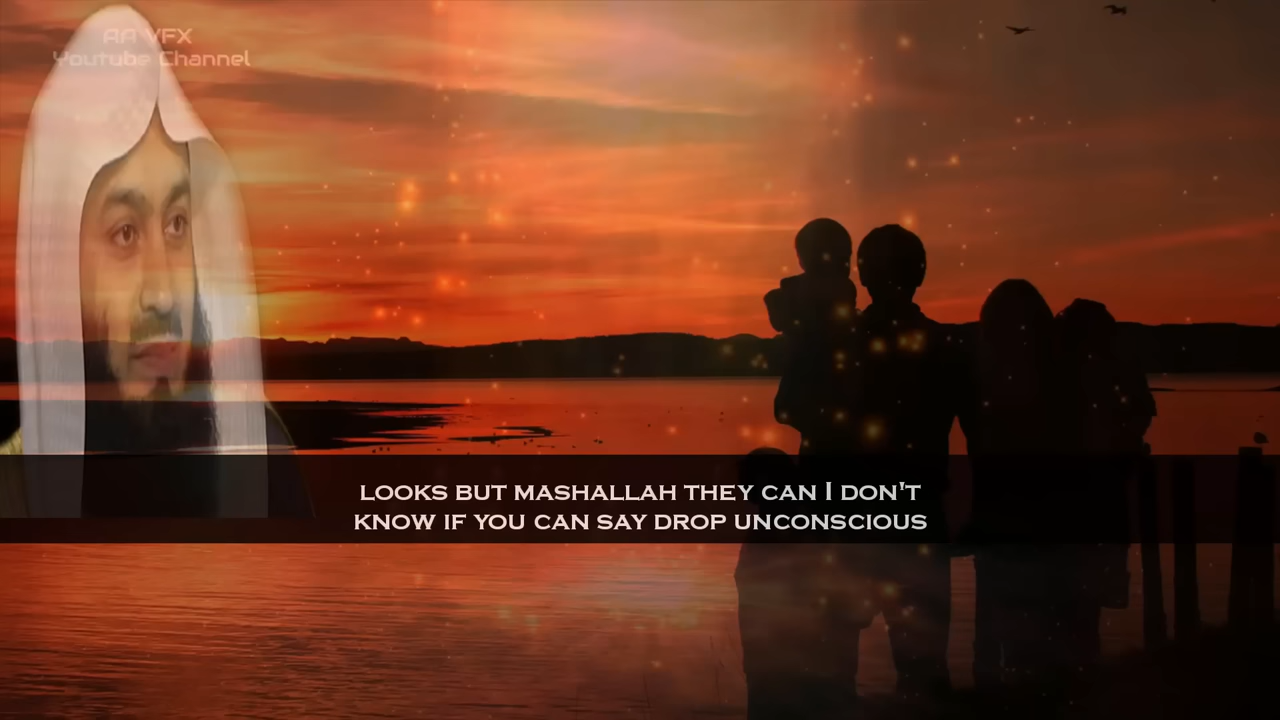 AA VFX
Youtube Channel
LOOKS BUT MASHALLAH THEY CAN I DON'T
KNOW IF YOU CAN SAY DROP UNCONSCIOUS